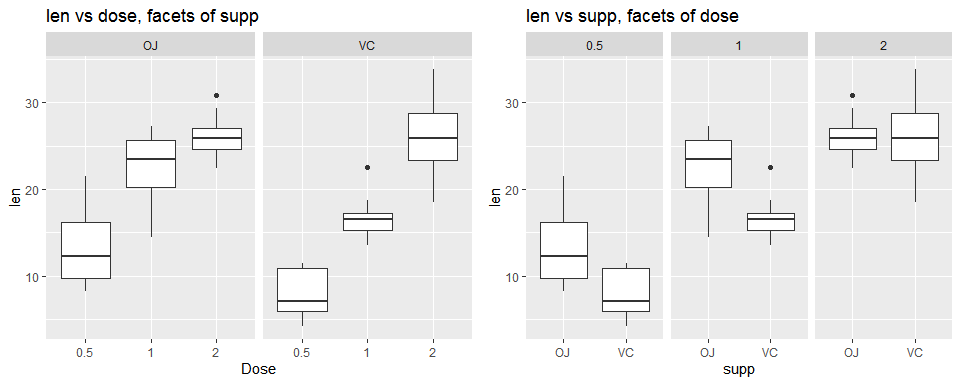 len vs dose, facets of supp
OJ VC
30
20
10
len
0.5 1 2 0.5 1 2
Dose
len vs supp, facets of dose
0.5 1 2
30
20
10
len
OJ VC OJ VC OJ VC
supp